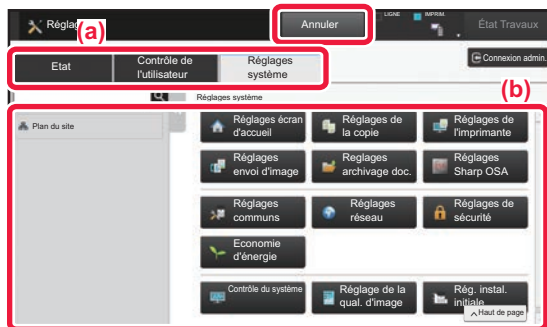 Réglag
(a)
Annuler
LIGNE
IMPRIM.
État Travaux
Etat
Contrôle de
l'utilisateur
Réglages
système
Connexion admin.
(b)
Réglages système
Plan du site
Réglages écran
d'accueil
Réglages de
la copie
Réglages de
l'imprimante
Réglages
envoi d'image
Reglages
archivage doc.
Réglages
Sharp OSA
Réglages
communs
Réglages
réseau
Réglages de
sécurité
Economie
d'énergie
Contrôle du système
Réglage de la
qual. d'image
Rég. instal.
initiale
Haut de page